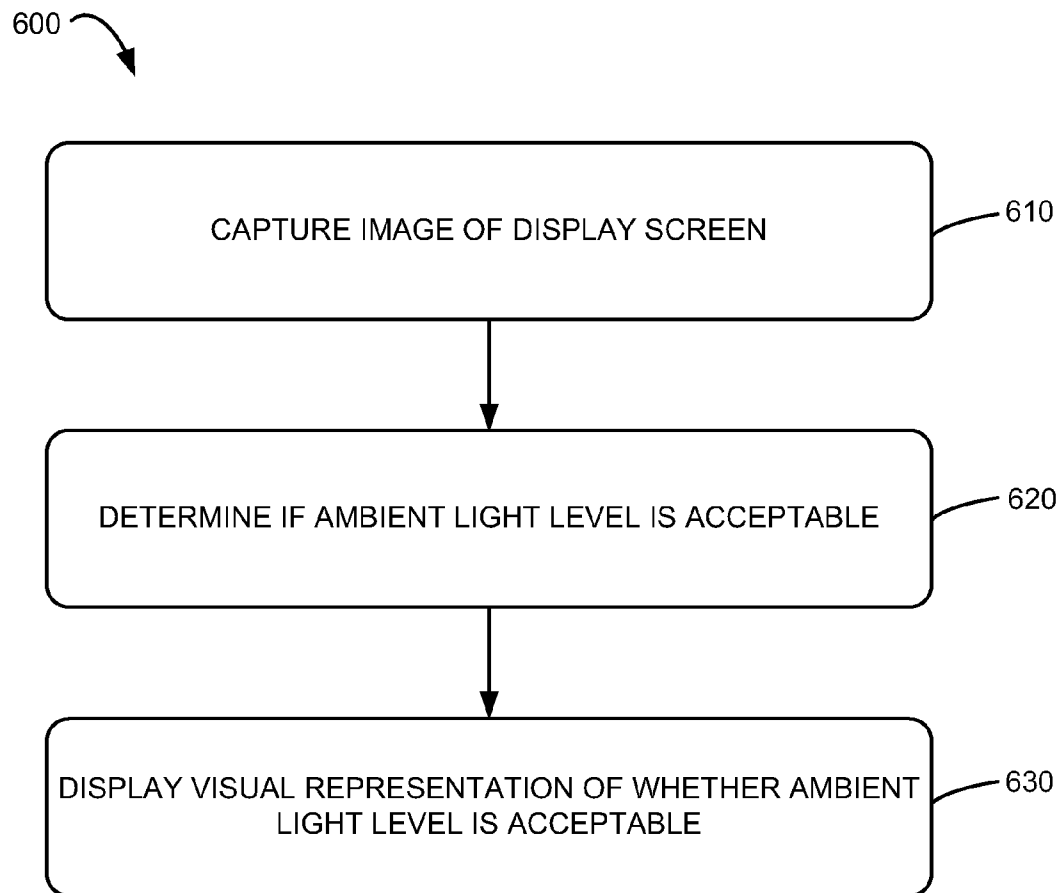 600
CAPTURE IMAGE OF DISPLAY SCREEN
610
DETERMINE IF AMBIENT LIGHT LEVEL IS ACCEPTABLE
620
DISPLAY VISUAL REPRESENTATION OF WHETHER AMBIENT
LIGHT LEVEL IS ACCEPTABLE
630